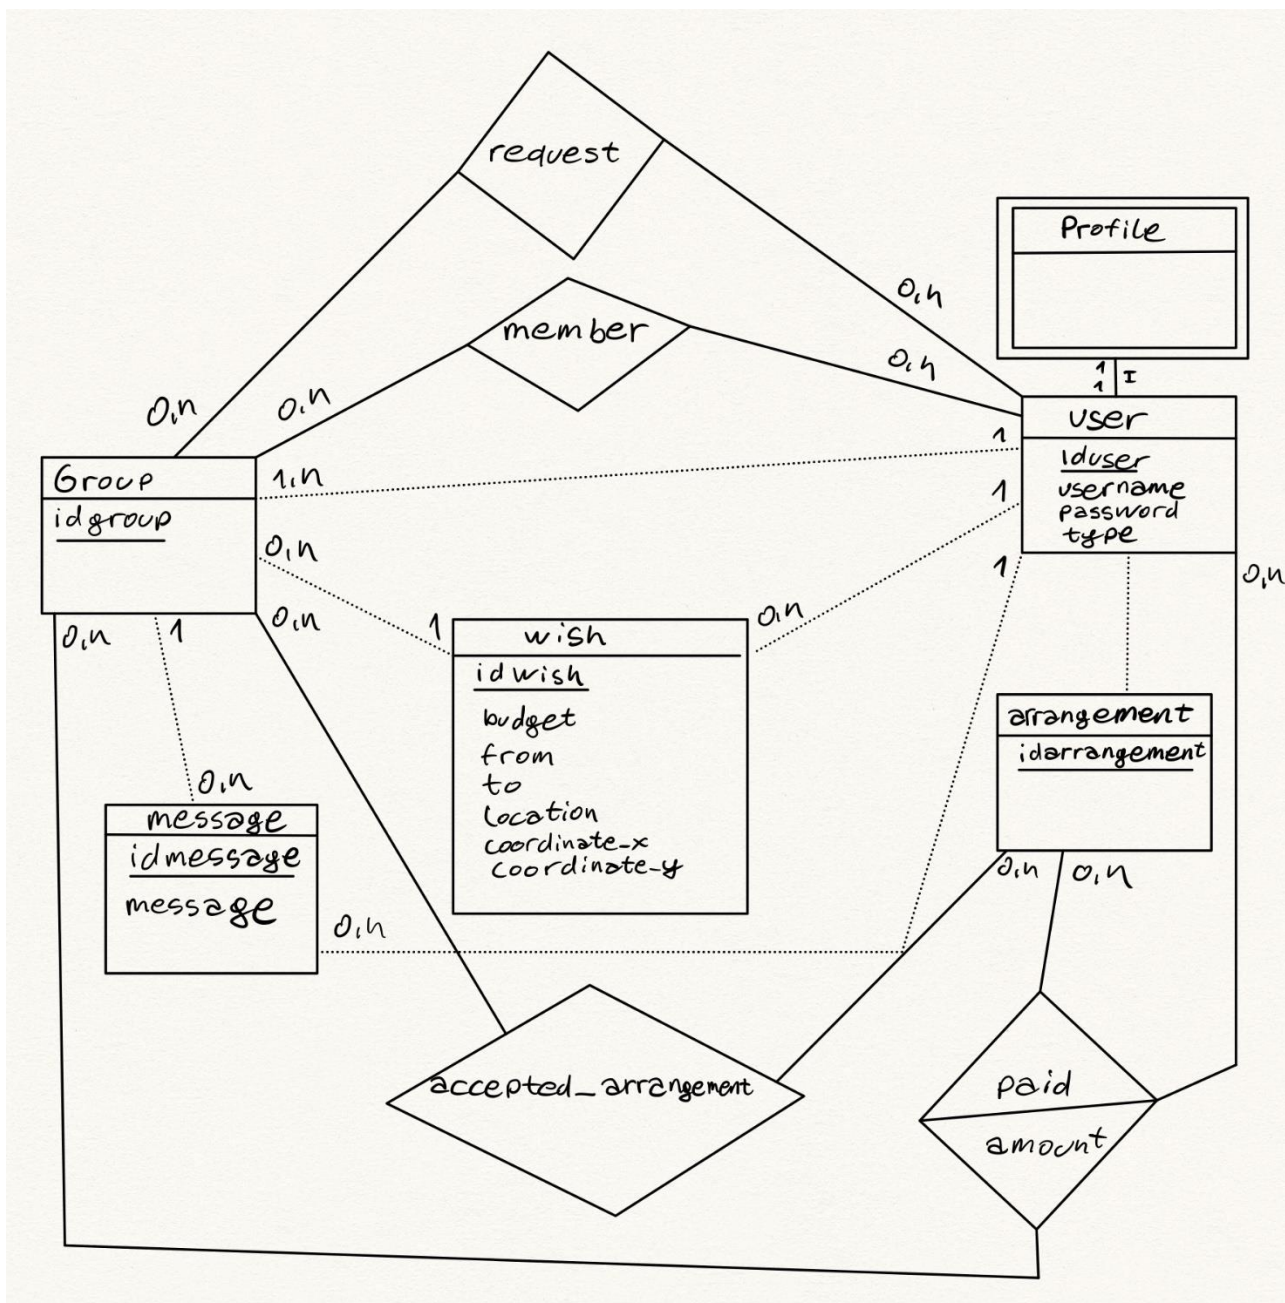 request
Profile
0,n
member
0,n
1
I
1
0,n
0,n
user
1
Group
1,n
iduser
idgroup
1
username
password
type
0,n
1
0,n
0,n
1
0,n
1
0,n
wish
idwish
budget
from
to
location
coordinate_x
coordinate_y
arrangement
idarrangement
0,n
message
idmessage
message
0,n
0,n
0,n
accepted_arrangement
paid
amount